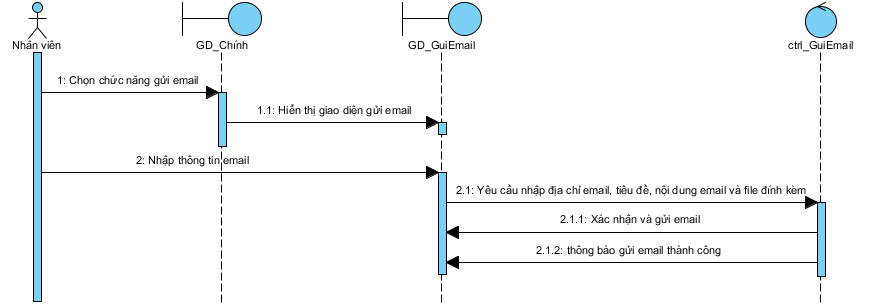 Nhân viên
GD_Chính
GD_GuiEmail
ctrl_GuiEmail
1: Chọn chức năng gửi email
1.1: Hiển thị giao diện gửi email
2: Nhập thông tin email
2.1: Yêu cầu nhập địa chỉ email, tiêu đề, nội dung email và file đính kèm
2.1.1: Xác nhận và gửi email
2.1.2: thông báo gửi email thành công